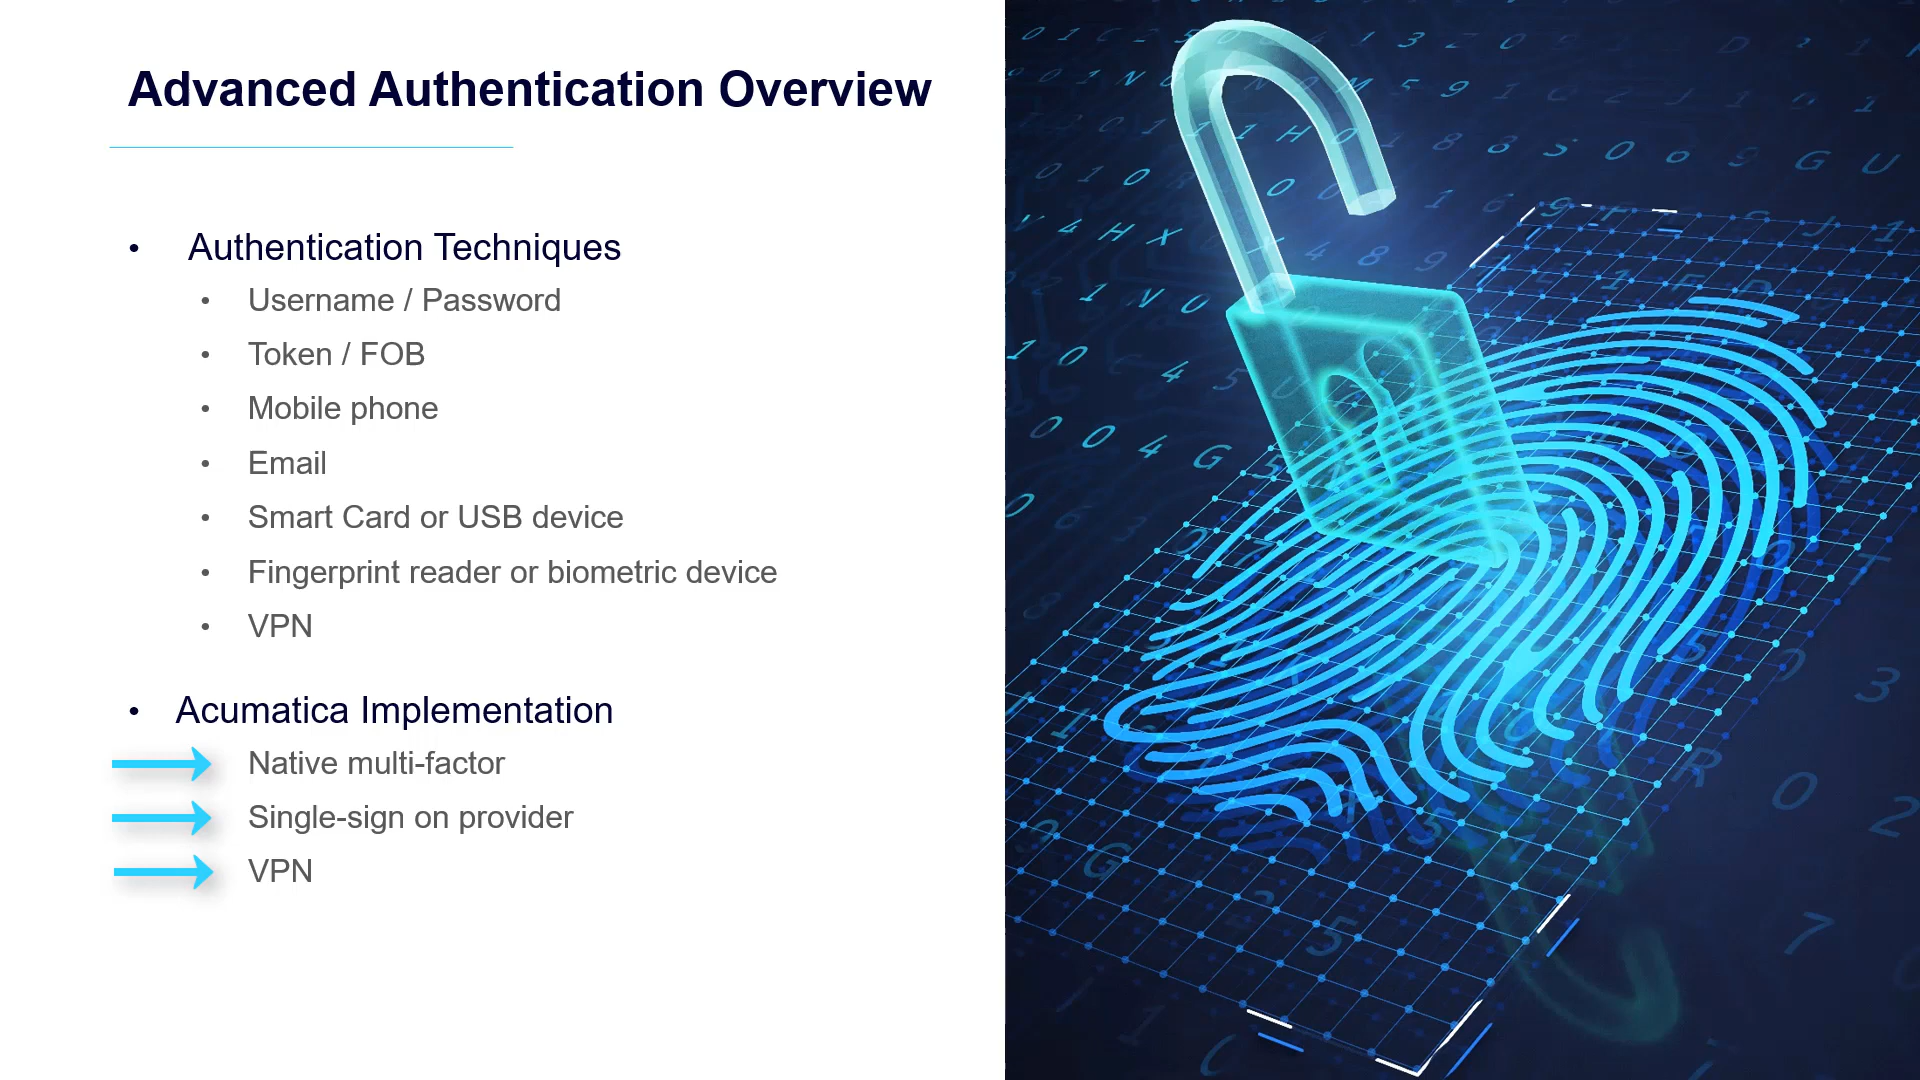 Advanced Authentication Overview
• Authentication Techniques
• Username / Password
• Token / FOB
• Mobile phone
• Email
• Smart Card or USB device
• Fingerprint reader or biometric device
• VPN
• Acumatica Implementation
Native multi-factor
Single-sign on provider
VPN